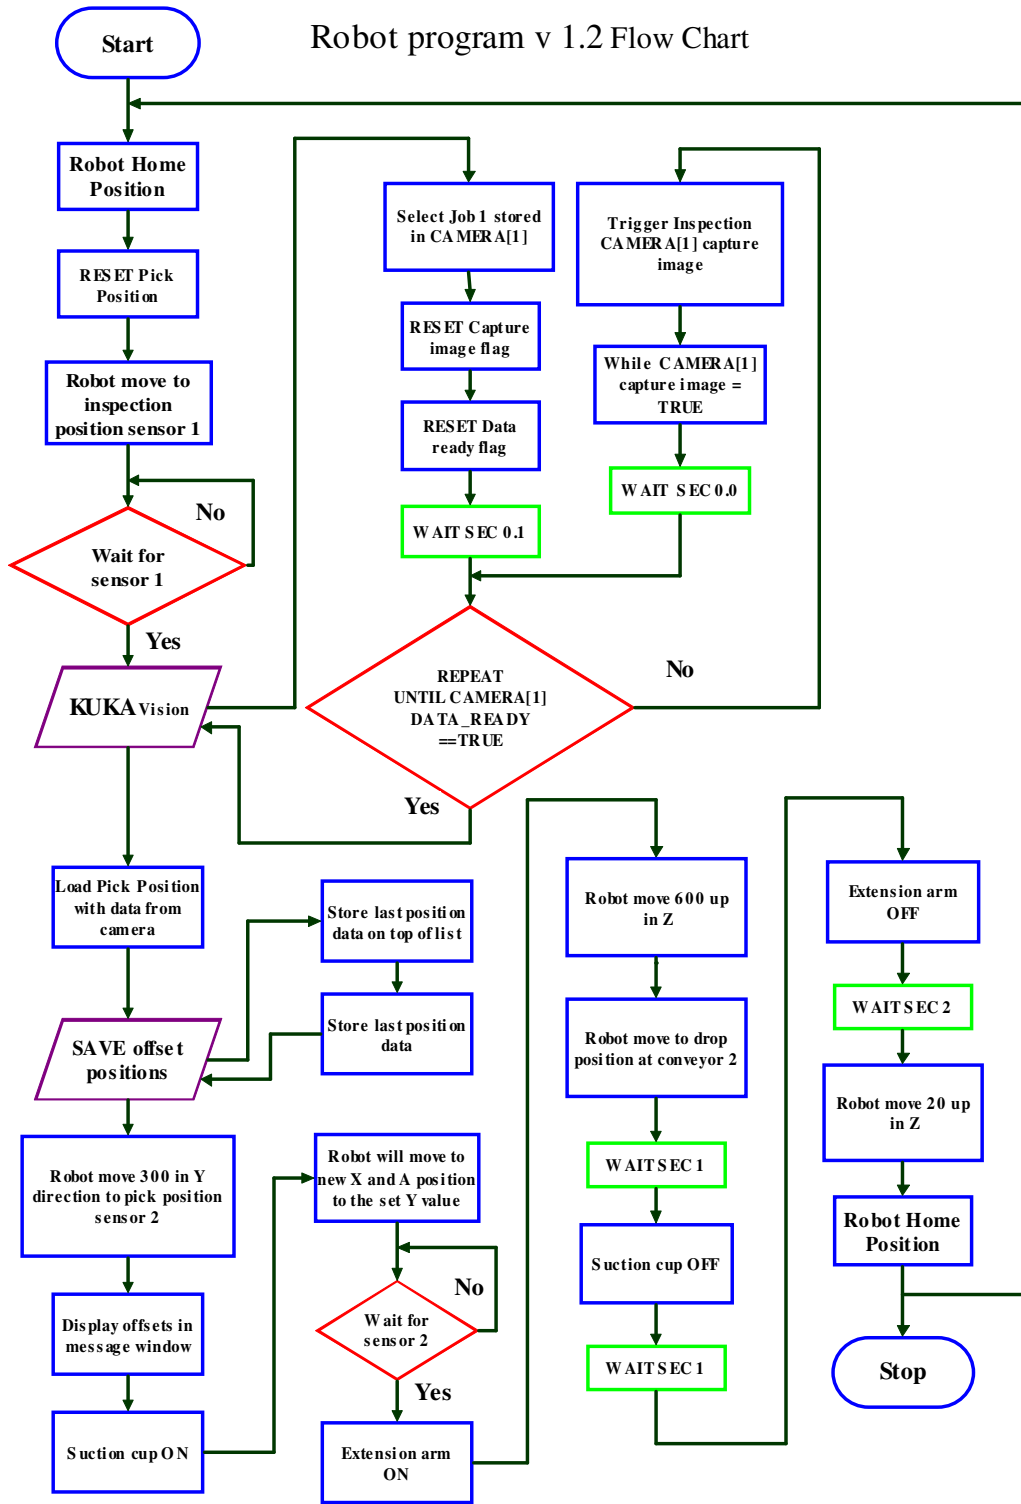 Start
Robot program v 1.2 Flow Chart
Robot Home
Position
RESET Pick
Position
Robot move to
inspection
position sensor 1
No
Wait for
sensor 1
Yes
KUKA Vision
Select Job 1 stored
in CAMERA[1]
RESET Capture
image flag
RESET Data
ready flag
WAIT SEC 0.1
Trigger Inspection
CAMERA[1] capture
image
While CAMERA[1]
capture image =
TRUE
WAIT SEC 0.0
REPEAT
UNTIL CAMERA[1]
DATA_READY
==TRUE
No
Yes
Load Pick Position
with data from
camera
SAVE offset
positions
Store last position
data on top of list
Store last position
data
Robot move 300 in Y
direction to pick position
sensor 2
Display offsets in
message window
Suction cup ON
Robot will move to
new X and A position
to the set Y value
No
Wait for
sensor 2
Yes
Extension arm
ON
Robot move 600 up
in Z
Robot move to drop
position at conveyor 2
WAIT SEC 1
Suction cup OFF
WAIT SEC 1
Extension arm
OFF
WAIT SEC 2
Robot move 20 up
in Z
Robot Home
Position
Stop